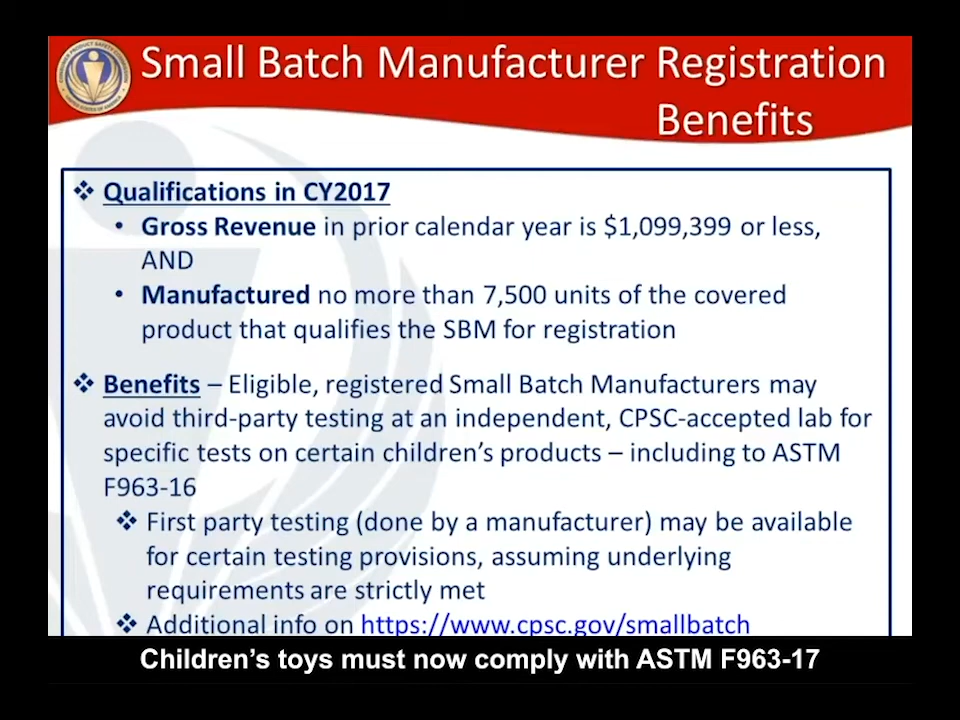 Small Batch Manufacturer Registration
Benefits
❖ Qualifications in CY2017
• Gross Revenue in prior calendar year is $1,099,399 or less,
AND
• Manufactured no more than 7,500 units of the covered
product that qualifies the SBM for registration
❖ Benefits – Eligible, registered Small Batch Manufacturers may
avoid third-party testing at an independent, CPSC-accepted lab for
specific tests on certain children's products – including to ASTM
F963-16
❖ First party testing (done by a manufacturer) may be available
for certain testing provisions, assuming underlying
requirements are strictly met
❖ Additional info on https://www.cpsc.gov/smallbatch
Children's toys must now comply with ASTM F963-17